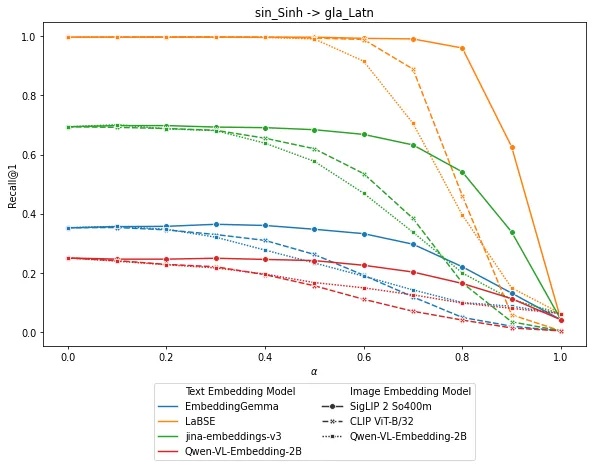 sin_Sinh -> gla_Latn
1.0
0.8
0.6
0.4
0.2
0.0
Recall@1
0.0 0.2 0.4 0.6 0.8 1.0
α
Text Embedding Model Image Embedding Model
EmbeddingGemma SigLIP 2 So400m
LaBSE CLIP ViT-B/32
jina-embeddings-v3 Qwen-VL-Embedding-2B
Qwen-VL-Embedding-2B